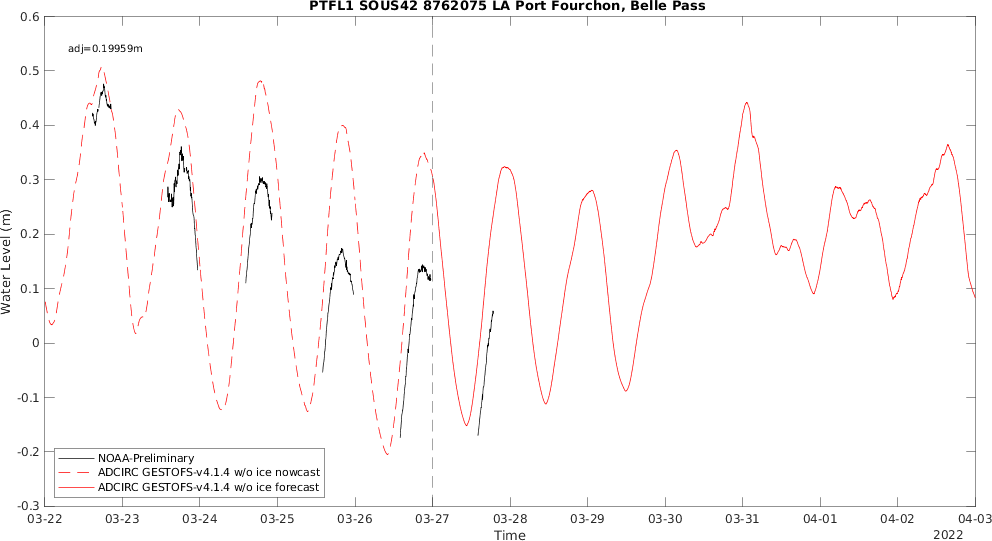 PTFL1 SOUS42 8762075 LA Port Fourchon, Belle Pass
adj=0.19959m
Water Level (m)
0.6
0.5
0.4
0.3
0.2
0.1
0
-0.1
-0.2
-0.3
NOAA-Preliminary
ADCIRC GESTOFS-v4.1.4 w/o ice nowcast
ADCIRC GESTOFS-v4.1.4 w/o ice forecast
03-22 03-23 03-24 03-25 03-26 03-27 03-28 03-29 03-30 03-31 04-01 04-02 04-03
Time
2022